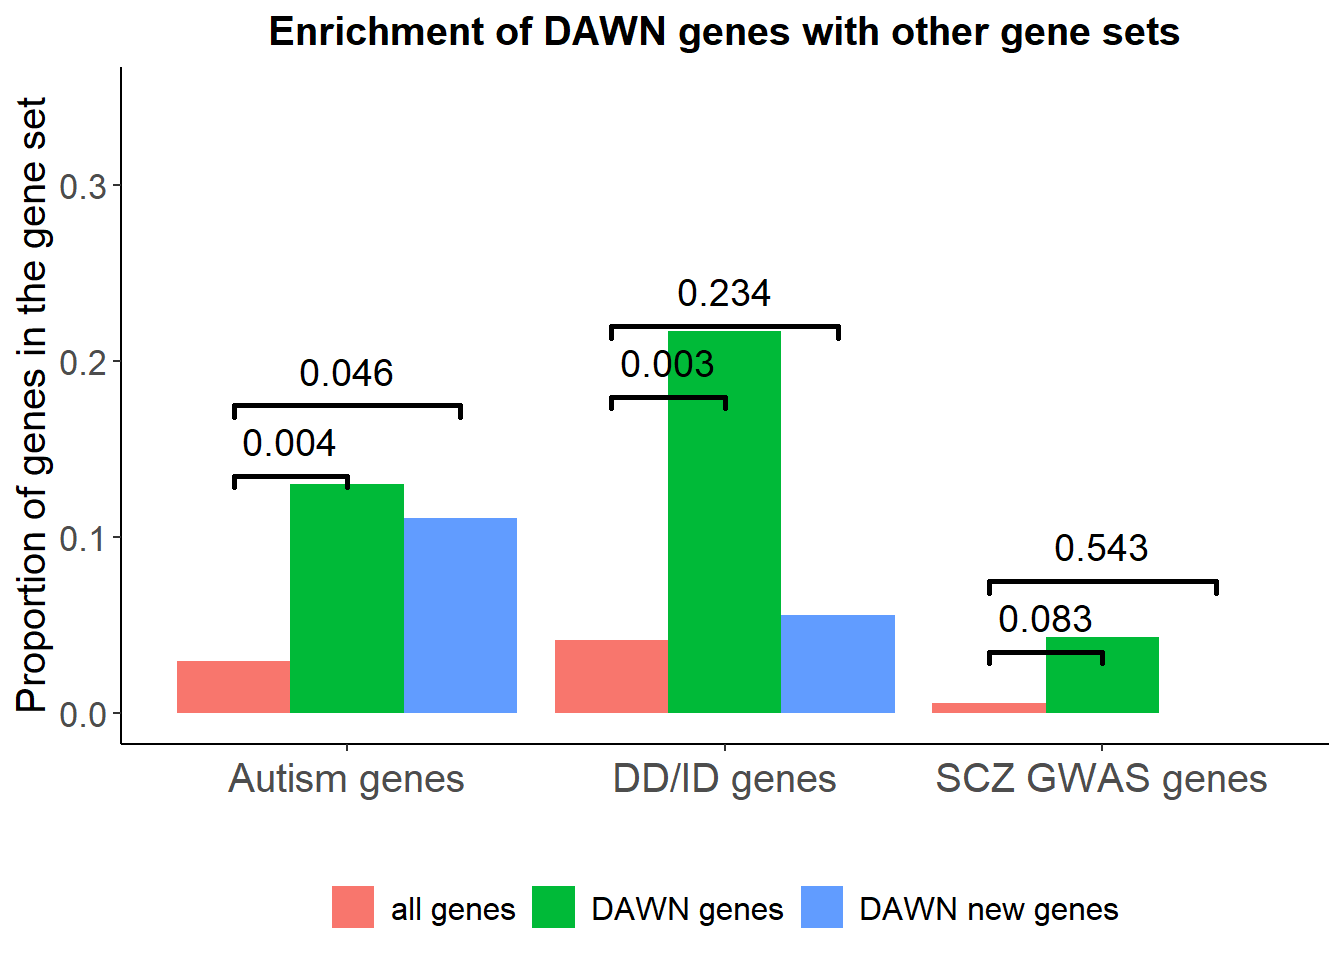 Enrichment of DAWN genes with other gene sets
Proportion of genes in the gene set
0.3
0.2
0.1
0.0
0.046
0.004
0.234
0.003
0.543
0.083
Autism genes
DD/ID genes
SCZ GWAS genes
all genes
DAWN genes
DAWN new genes